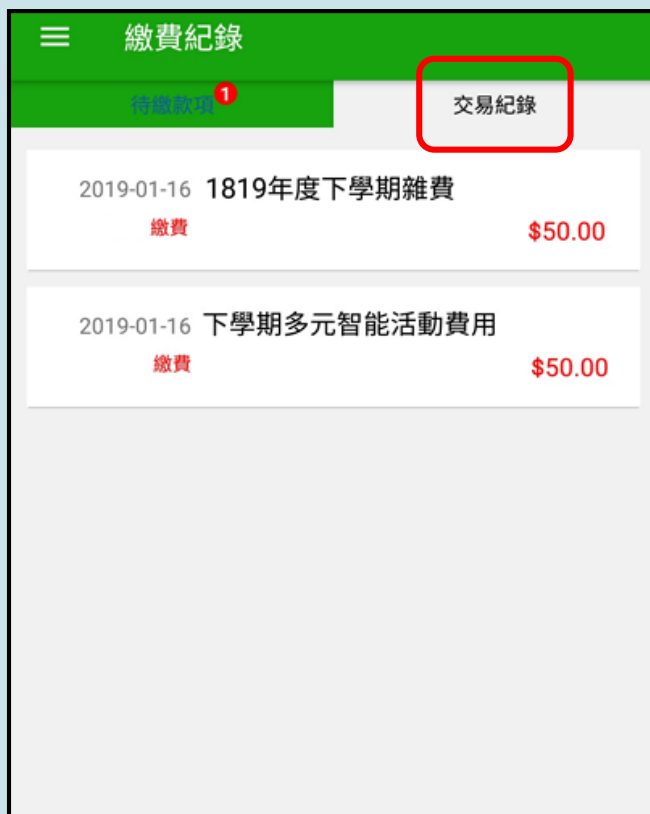 繳費紀錄
待繳款項 1
交易紀錄
2019-01-16 1819年度下學期雜費
繳費 $50.00
2019-01-16 下學期多元智能活動費用
繳費 $50.00